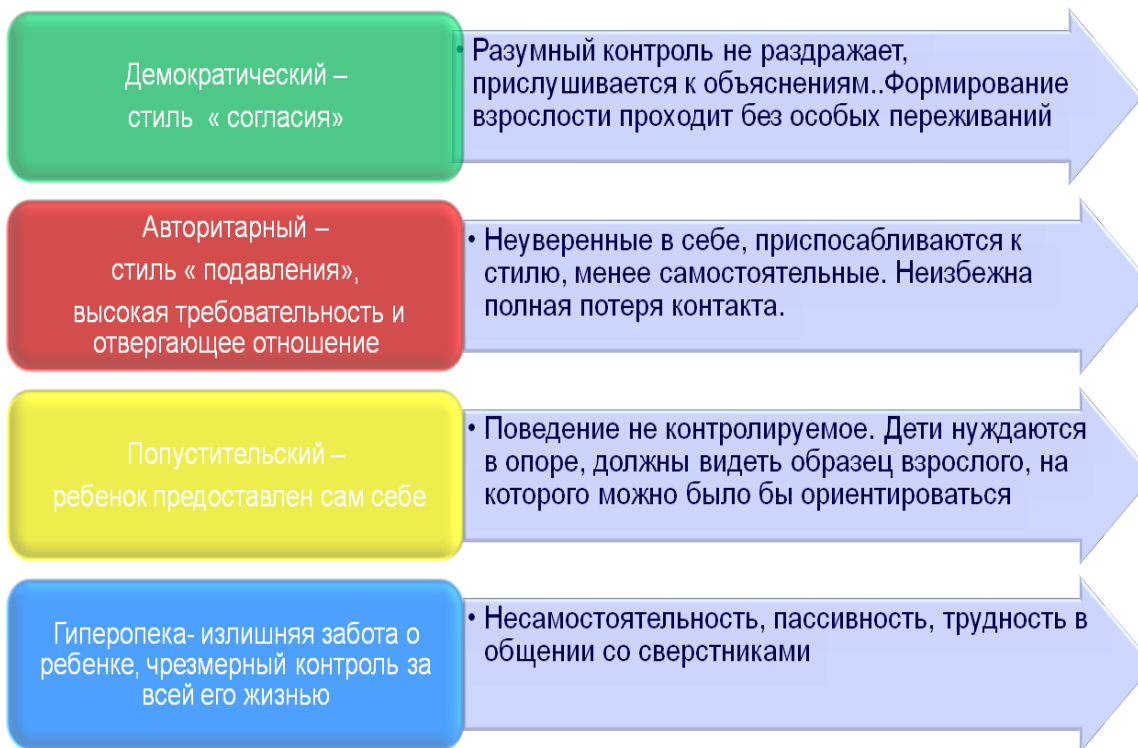 Демократический –
стиль « согласия»
• Разумный контроль не раздражает,
прислушивается к объяснениям..Формирование
взрослости проходит без особых переживаний
Авторитарный –
стиль « подавления»,
высокая требовательность и
отвергающее отношение
• Неуверенные в себе, приспосабливаются к
стилю, менее самостоятельные. Неизбежна
полная потеря контакта.
Попустительский –
ребенок предоставлен сам себе
• Поведение не контролируемое. Дети нуждаются
в опоре, должны видеть образец взрослого, на
которого можно было бы ориентироваться
Гиперопека- излишняя забота о
ребенке, чрезмерный контроль за
всей его жизнью
• Несамостоятельность, пассивность, трудность в
общении со сверстниками